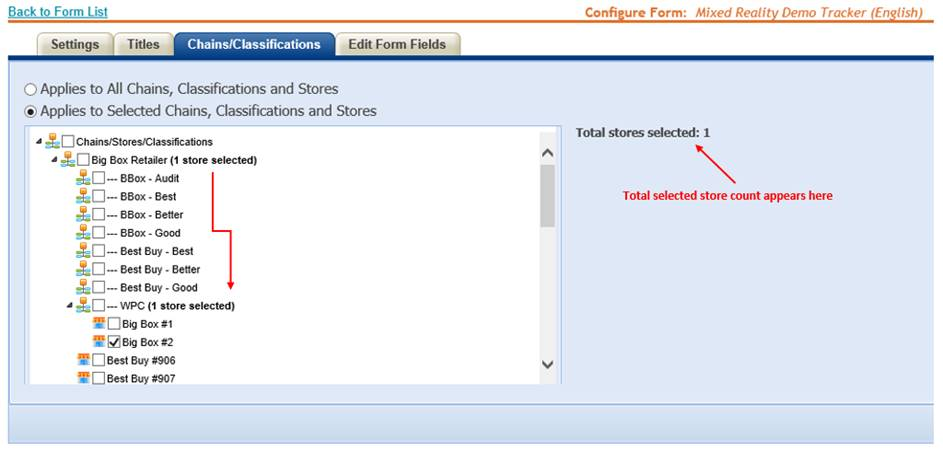 Back to Form List
Configure Form: Mixed Reality Demo Tracker (English)
Settings
Titles
Chains/Classifications
Edit Form Fields
Applies to All Chains, Classifications and Stores
Applies to Selected Chains, Classifications and Stores
Chains/Stores/Classifications
Big Box Retailer (1 store selected)
--- BBox - Audit
--- BBox - Best
--- BBox - Better
--- BBox - Good
--- Best Buy - Best
--- Best Buy - Better
--- Best Buy - Good
--- WPC (1 store selected)
Big Box #1
Big Box #2
Best Buy #906
Best Buy #907
Total stores selected: 1
Total selected store count appears here